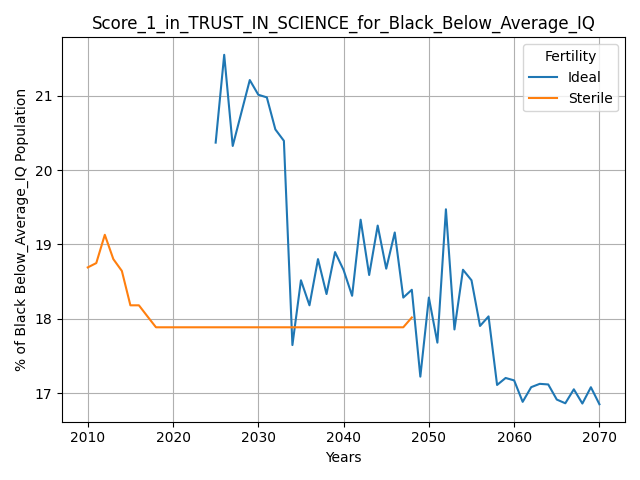 Score_1_in_TRUST_IN_SCIENCE_for_Black_Below_Average_IQ
Fertility
Ideal
Sterile
% of Black Below_Average_IQ Population
21
20
19
18
17
2010 2020 2030 2040 2050 2060 2070
Years